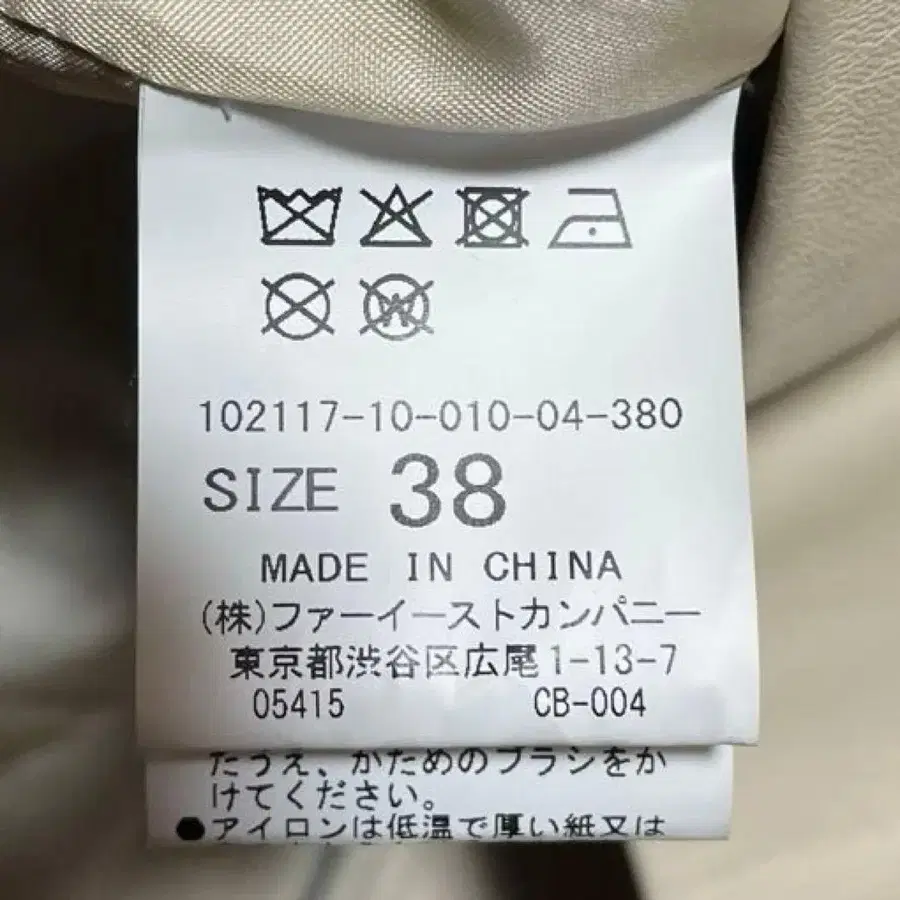 102117-10-010-04-380
SIZE 38
MADE IN CHINA
(株)ファーイーストカンパニー
東京都渋谷区広尾1-13-7
05415 CB-004
たうえ、かためのブラシをか
けてください。
●アイロンは低温で厚い紙又は